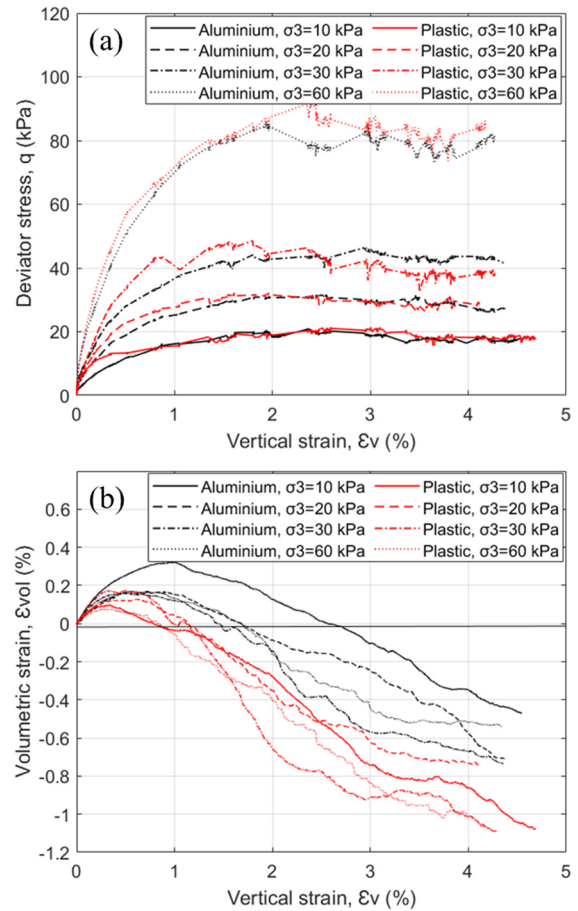 (a)
Aluminium, σ3=10 kPa Plastic, σ3=10 kPa
Aluminium, σ3=20 kPa Plastic, σ3=20 kPa
Aluminium, σ3=30 kPa Plastic, σ3=30 kPa
Aluminium, σ3=60 kPa Plastic, σ3=60 kPa
Deviator stress, q (kPa)
120
100
80
60
40
20
0
0 1 2 3 4 5
Vertical strain, Ɛv (%)
(b)
Aluminium, σ3=10 kPa Plastic, σ3=10 kPa
Aluminium, σ3=20 kPa Plastic, σ3=20 kPa
Aluminium, σ3=30 kPa Plastic, σ3=30 kPa
Aluminium, σ3=60 kPa Plastic, σ3=60 kPa
Volumetric strain, Ɛvol (%)
0.6
0.4
0.2
0
-0.2
-0.4
-0.6
-0.8
-1
-1.2
0 1 2 3 4 5
Vertical strain, Ɛv (%)